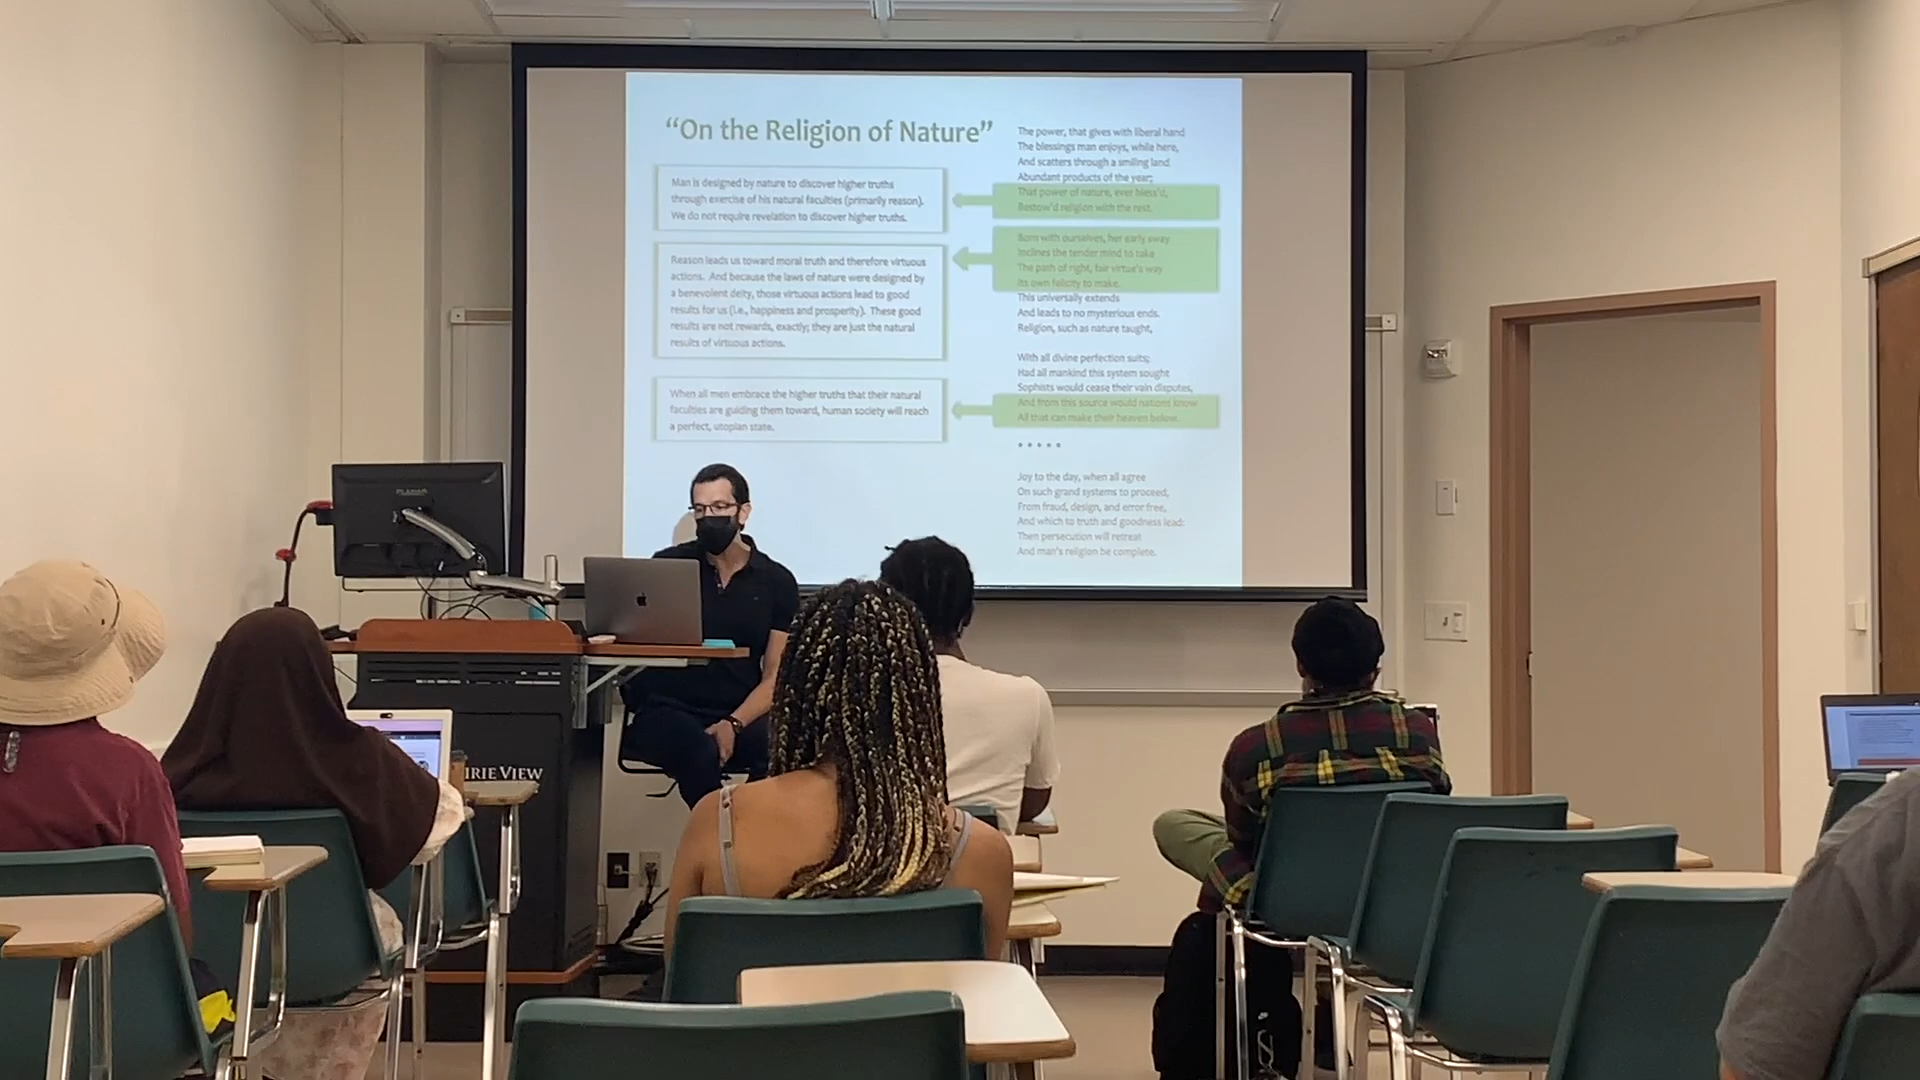 “On the Religion of Nature”
Man is designed by nature to discover higher truths
through exercise of his natural faculties (primarily reason).
We do not require revelation to discover higher truths.
Reason leads us toward moral truth and therefore virtuous
actions. And because the laws of nature were designed by
a benevolent deity, those virtuous actions lead to good
results for us (i.e., happiness and prosperity). These good
results are not rewards, exactly; they are just the natural
results of virtuous actions.
When all men embrace the higher truths that their natural
faculties are guiding them toward, human society will reach
a perfect, utopian state.
The power, that gives with liberal hand
The blessings man enjoys, while here,
And scatters through a smiling land
Abundant products of the year;
That power of nature, ever bless'd,
Bestow'd religion with the rest.
Born with ourselves, her early sway
Inclines the tender mind to take
The path of right, fair virtue's way
Its own felicity to make.
This universally extends
And leads to no mysterious ends.
Religion, such as nature taught,
With all divine perfection suits;
Had all mankind this system sought
Sophists would cease their vain disputes,
And from this source would nations know
All that can make their heaven below.
* * * * *
Joy to the day, when all agree
On such grand systems to proceed,
From fraud, design, and error free,
And which to truth and goodness lead:
Then persecution will retreat
And man's religion be complete.
PLANAR
IRIE VIEW